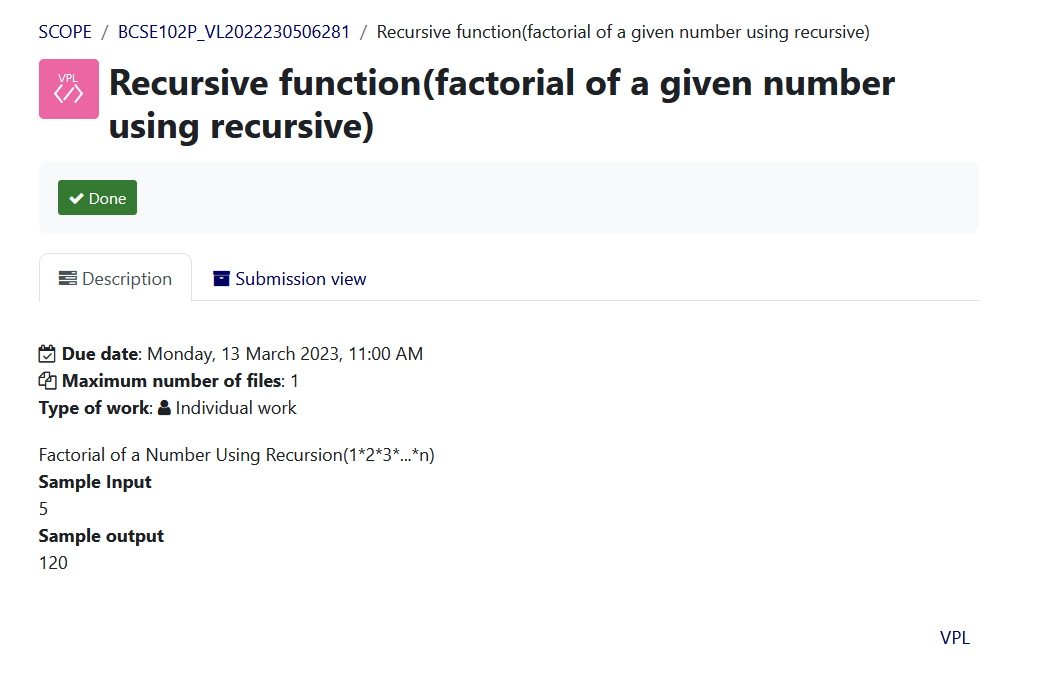 SCOPE / BCSE102P_VL2022230506281 / Recursive function(factorial of a given number using recursive)
VPL
</>
Recursive function(factorial of a given number
using recursive)
Done
Description
Submission view
Due date: Monday, 13 March 2023, 11:00 AM
Maximum number of files: 1
Type of work: Individual work
Factorial of a Number Using Recursion(1*2*3*...*n)
Sample Input
5
Sample output
120
VPL